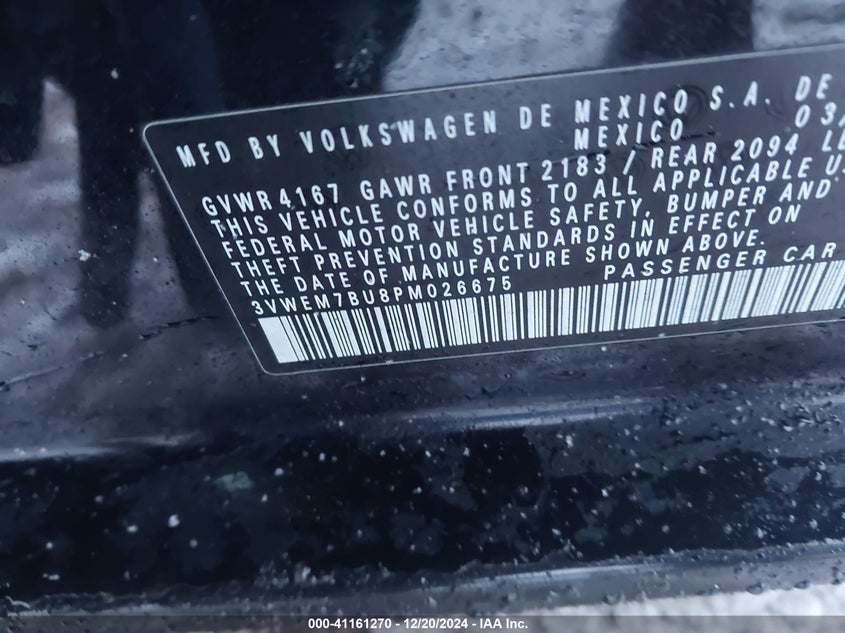 MFD BY VOLKSWAGEN DE MEXICO S.A. DE
MEXICO 03/
GVWR 4167 GAWR FRONT 2183 / REAR 2094
THIS VEHICLE CONFORMS TO ALL APPLICABLE
FEDERAL MOTOR VEHICLE SAFETY, BUMPER AND
THEFT PREVENTION STANDARDS IN EFFECT ON
THE DATE OF MANUFACTURE SHOWN ABOVE.
3VWEM7BU8PM026675 PASSENGER CAR
000-41161270 - 12/20/2024 - IAA Inc.